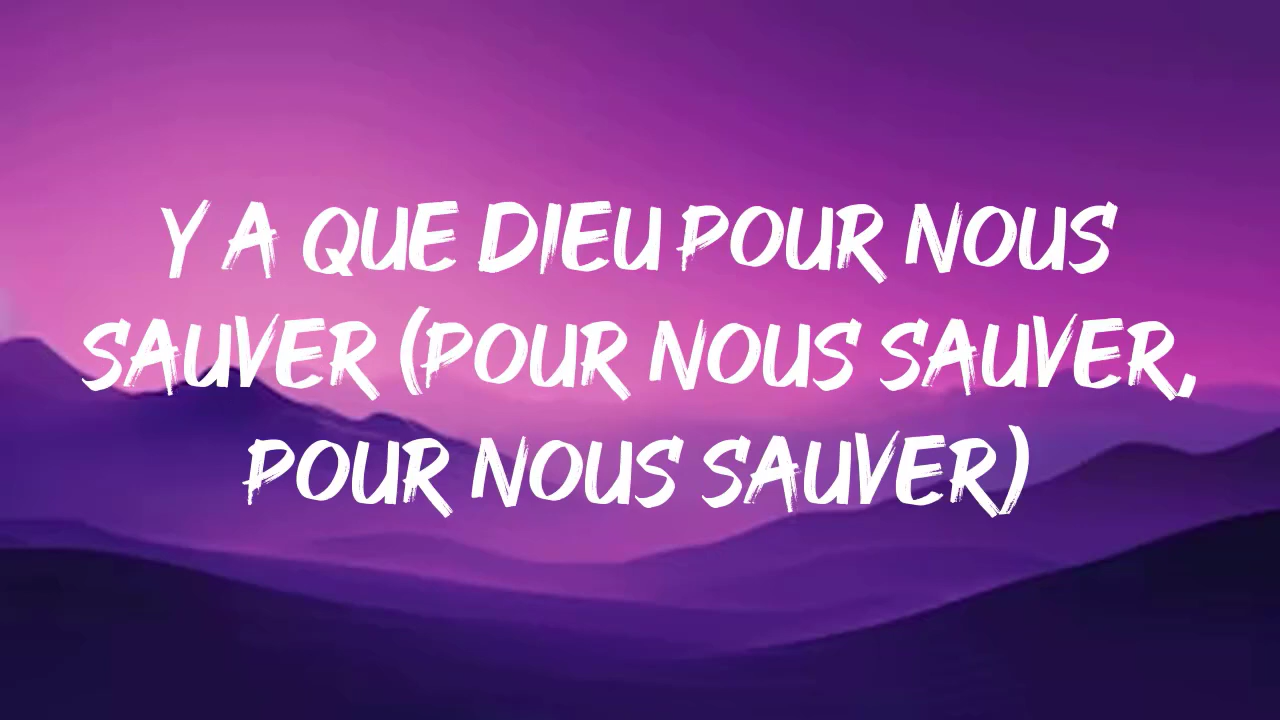 Y A QUE DIEU POUR NOUS
SAUVER (POUR NOUS SAUVER,
POUR NOUS SAUVER)